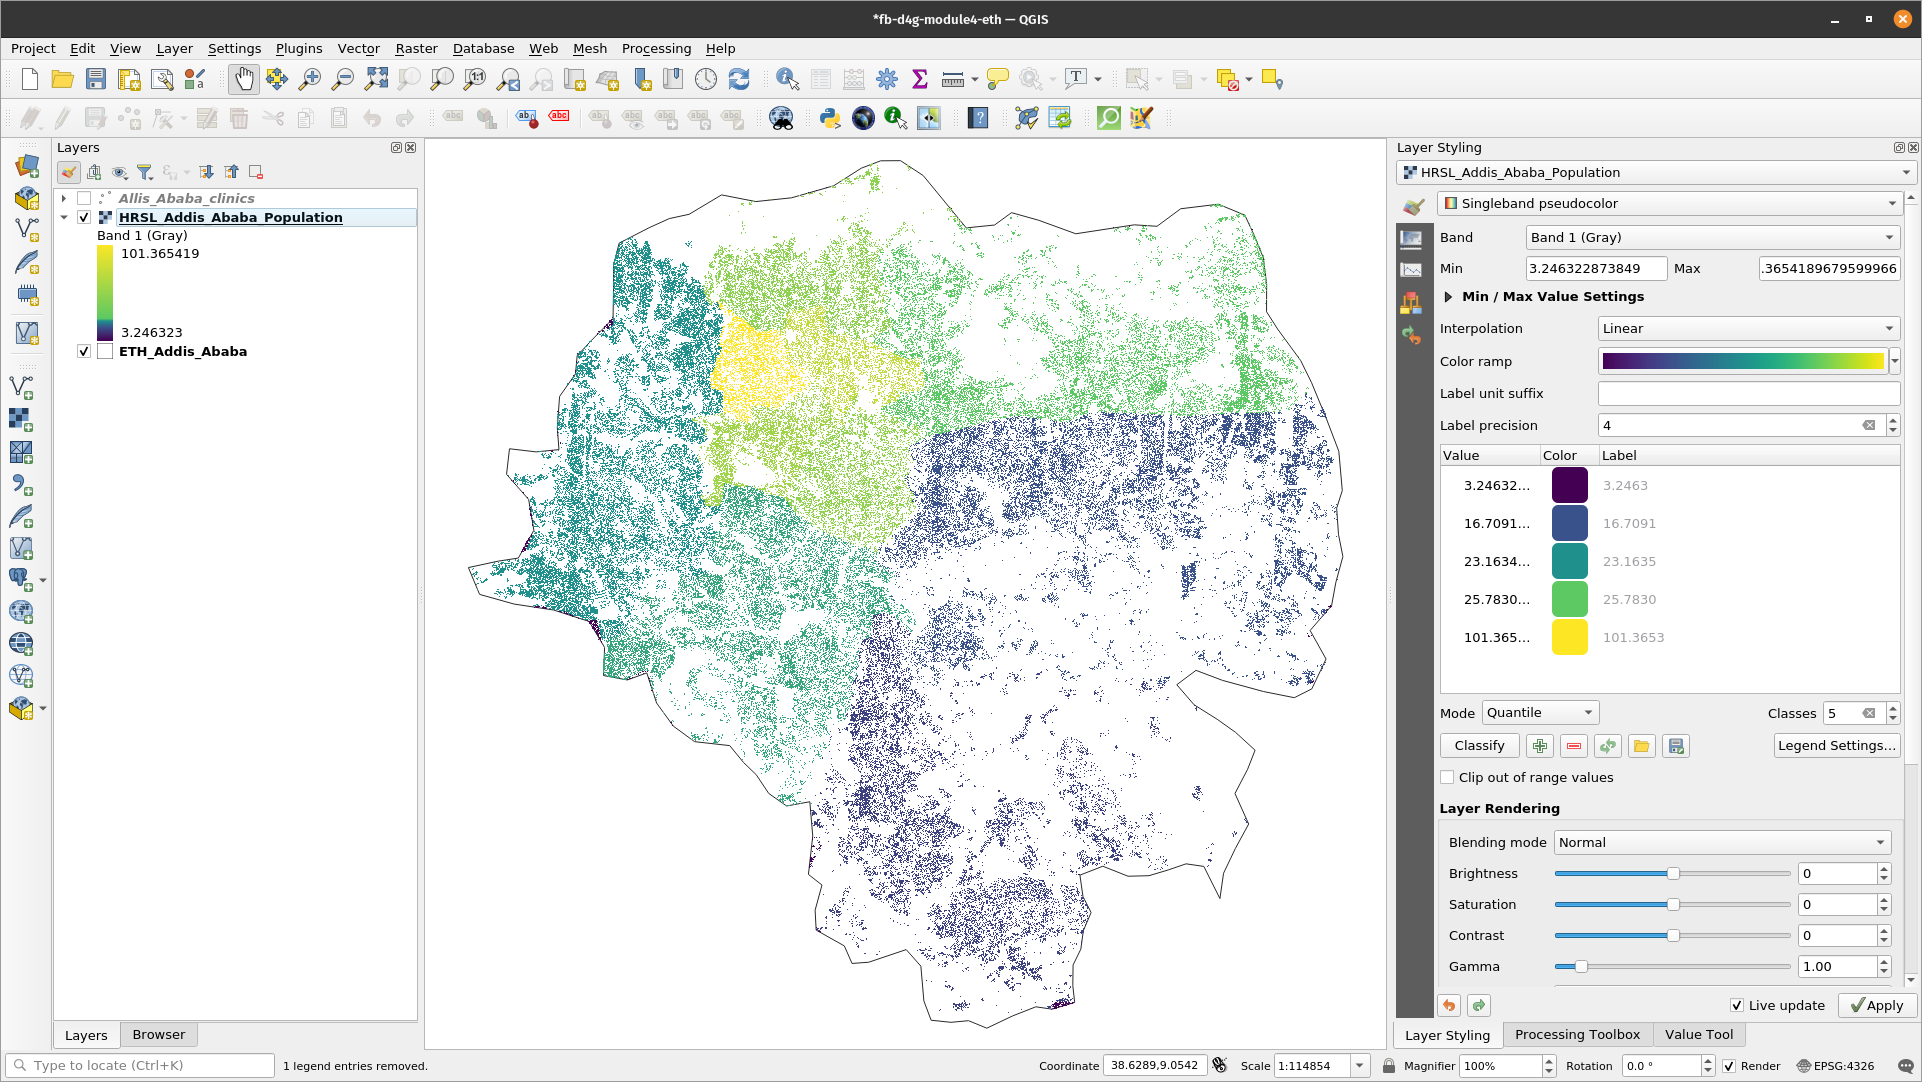 *fb-d4g-module4-eth — QGIS
Project Edit View Layer Settings Plugins Vector Raster Database Web Mesh Processing Help
Layers
Allis_Ababa_clinics
HRSL_Addis_Ababa_Population
Band 1 (Gray)
101.365419
3.246323
ETH_Addis_Ababa
Layers Browser
Layer Styling
HRSL_Addis_Ababa_Population
Singleband pseudocolor
Band Band 1 (Gray)
Min 3.246322873849 Max .3654189679599966
Min / Max Value Settings
Interpolation Linear
Color ramp
Label unit suffix
Label precision 4
Value Color Label
3.24632... 3.2463
16.7091... 16.7091
23.1634... 23.1635
25.7830... 25.7830
101.365... 101.3653
Mode Quantile Classes 5
Classify Legend Settings...
Clip out of range values
Layer Rendering
Blending mode Normal
Brightness 0
Saturation 0
Contrast 0
Gamma 1.00
Live update Apply
Layer Styling Processing Toolbox Value Tool
Type to locate (Ctrl+K) 1 legend entries removed. Coordinate 38.6289,9.0542 Scale 1:114854 Magnifier 100% Rotation 0.0 ° Render EPSG:4326